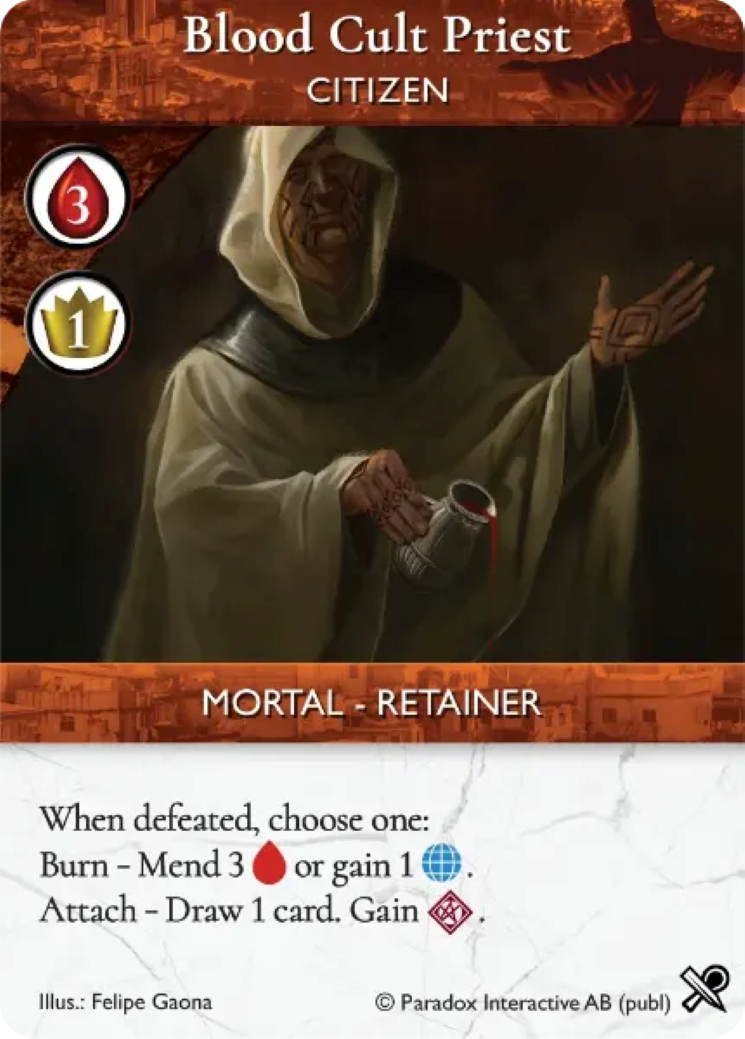 Blood Cult Priest
CITIZEN
3
1
MORTAL - RETAINER
When defeated, choose one:
Burn – Mend 3 or gain 1 .
Attach – Draw 1 card. Gain .
Illus.: Felipe Gaona
© Paradox Interactive AB (publ)